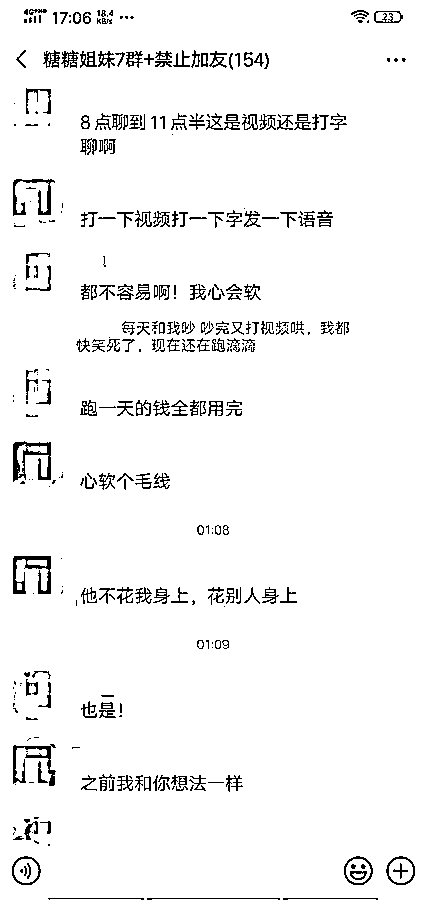 17:06 18.4 KB/s ···
23
糖糖姐妹7群+禁止加友(154)
8点聊到11点半这是视频还是打字
聊啊
打一下视频打一下字发一下语音
都不容易啊！我心会软
每天和我吵 吵完又打视频哄，我都
快笑死了，现在还在跑滴滴
跑一天的钱全都用完
心软个毛线
01:08
他不花我身上，花别人身上
01:09
也是！
之前我和你想法一样